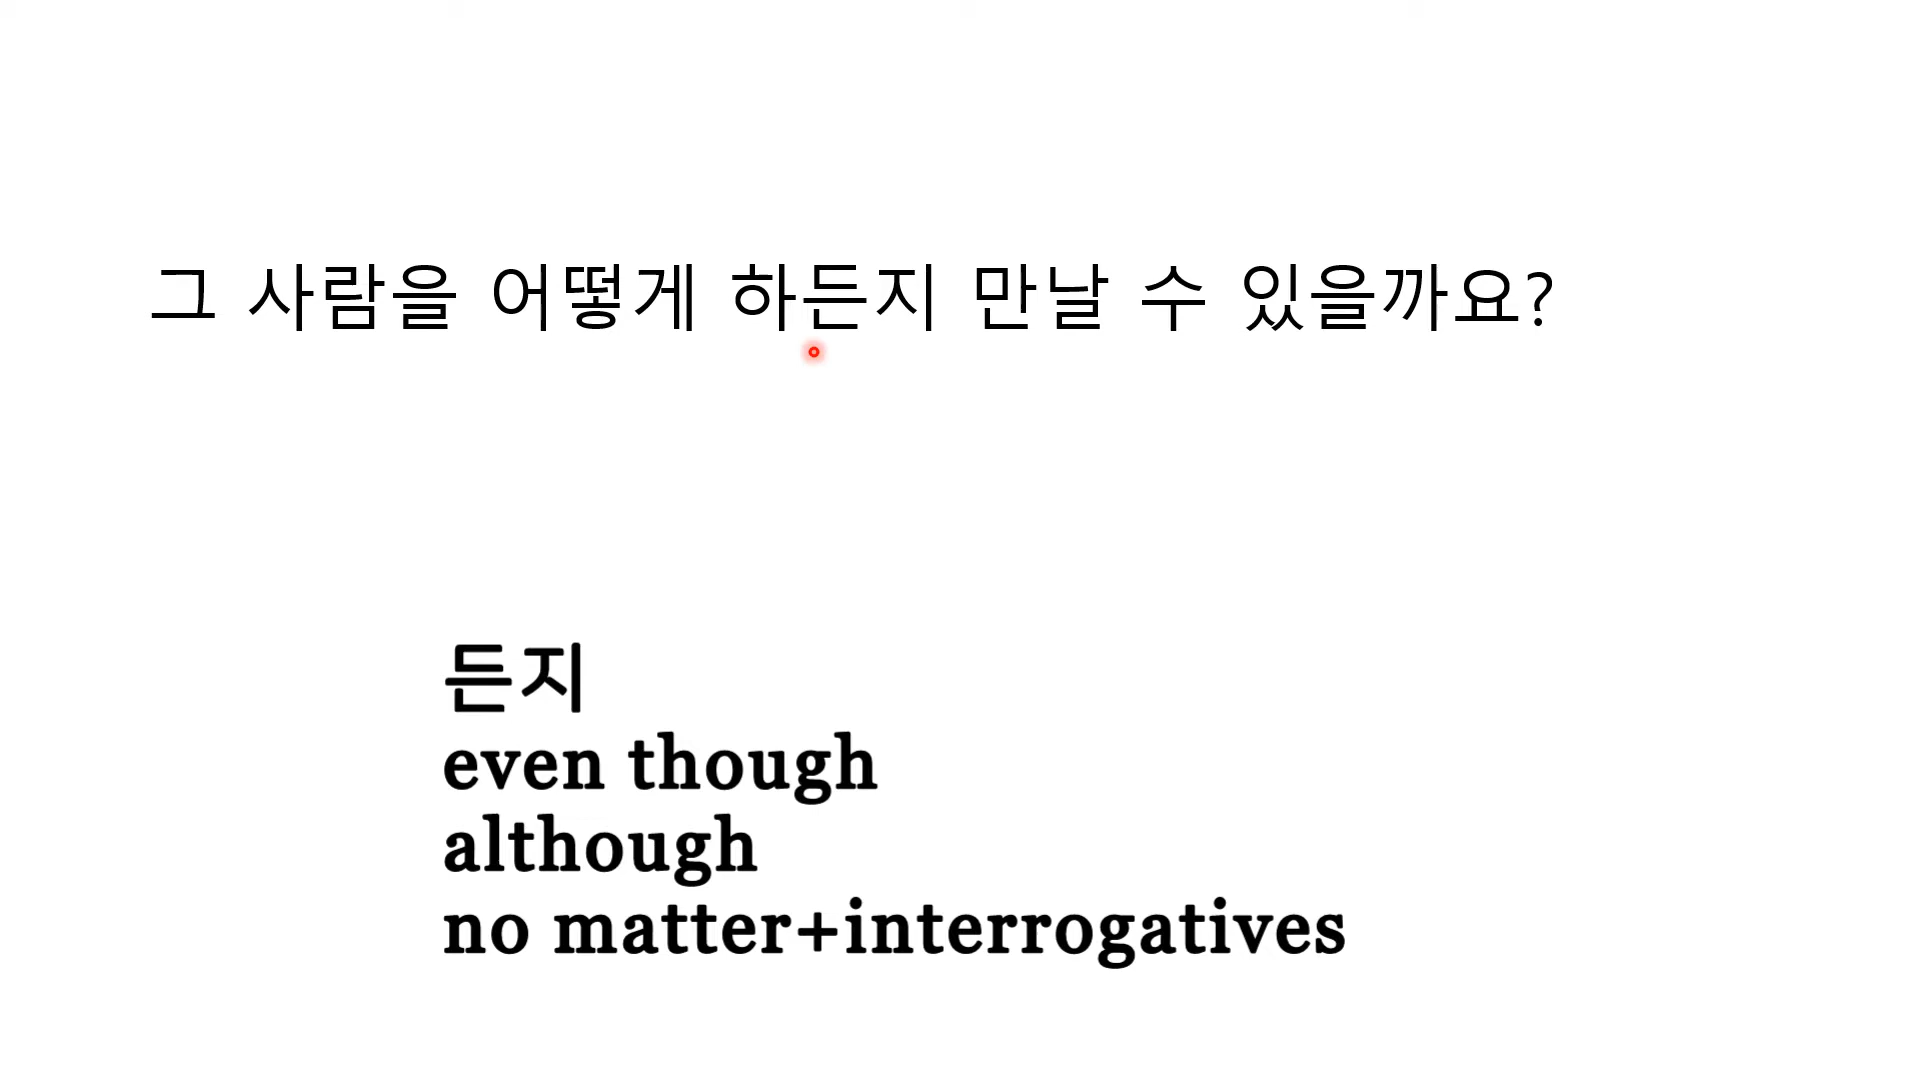 그 사람을 어떻게 하든지 만날 수 있을까요?
든지
even though
although
no matter+interrogatives